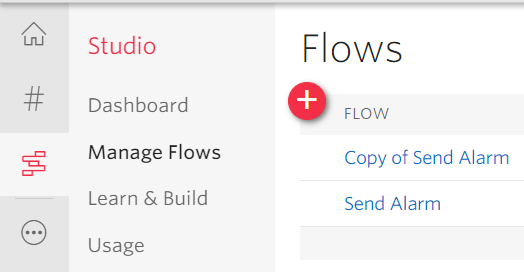 Studio
Dashboard
Manage Flows
Learn & Build
Usage
Flows
FLOW
Copy of Send Alarm
Send Alarm